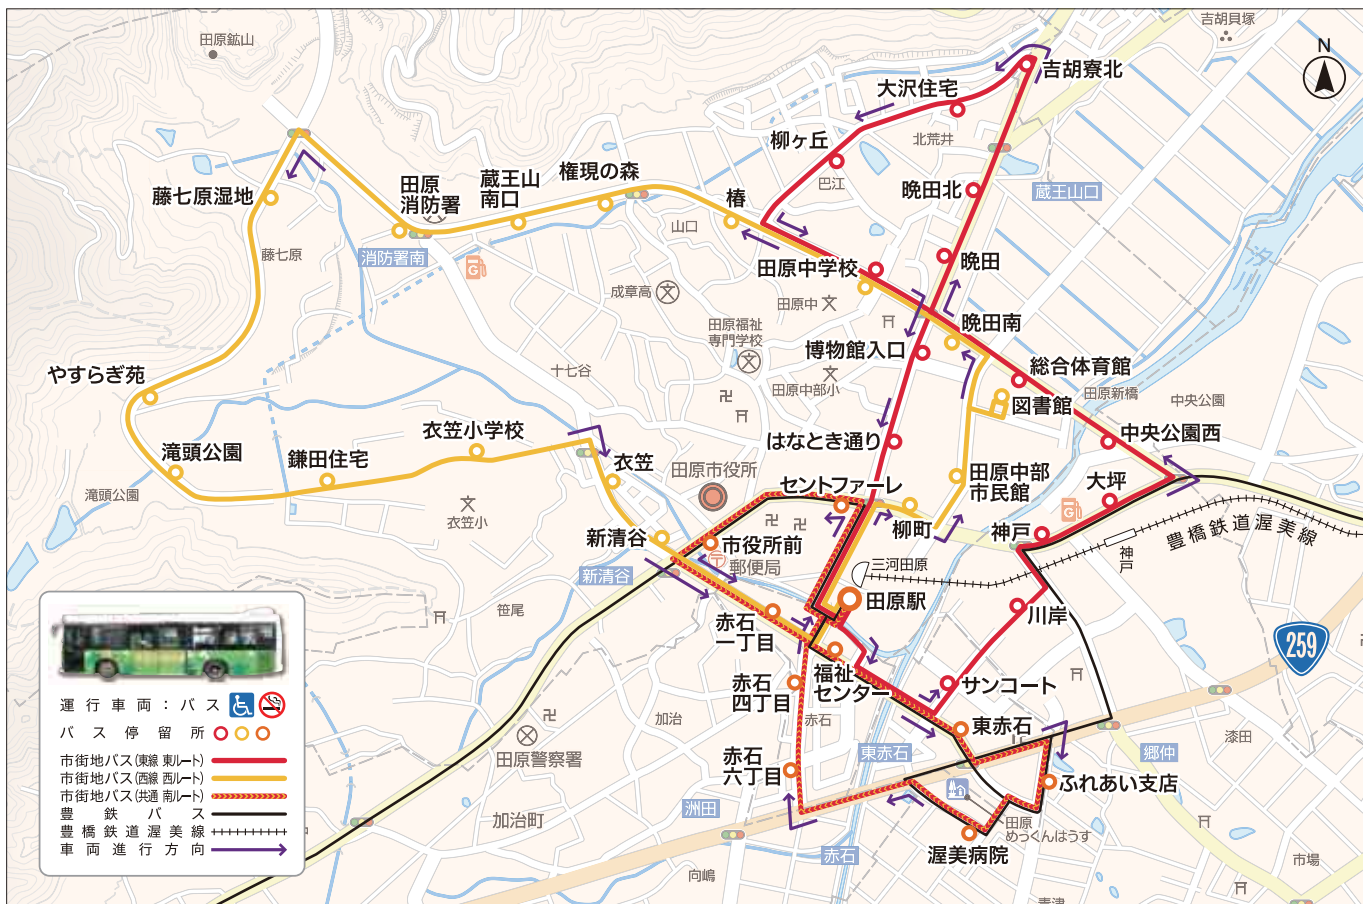 田原鉱山
吉胡貝塚
N
吉胡寮北
大沢住宅
北荒井
柳ヶ丘
巴江
晩田北
蔵王山口
権現の森
蔵王山
南口
田原
消防署
藤七原湿地
椿
山口
藤七原
消防署南
G
田原中学校
晩田
成章高
文
田原中
文
晩田南
田原福祉
専門学校
文
博物館入口
総合体育館
十七谷
田原中部小
文
田原新橋
中央公園
図書館
やすらぎ苑
中央公園西
衣笠小学校
はなとき通り
滝頭公園
鎌田住宅
衣笠
田原市役所
田原中部
市民館
大坪
セントファーレ
滝頭公園
文
衣笠小
G
柳町
神戸
豊橋鉄道渥美線
新清谷
市役所前
郵便局
神戸
三河田原
新清谷
田原駅
笹尾
赤石
一丁目
川岸
259
福祉
センター
サンコート
赤石
四丁目
加治
赤石
東赤石
漆田
田原警察署
東赤石
郷仲
赤石
六丁目
ふれあい支店
洲田
田原
めっくんはうす
加治町
渥美病院
赤石
市場
向嶋
運行車両：バス
バス停留所
市街地バス(東線 東ルート)
市街地バス(西線 西ルート)
市街地バス(共通 南ルート)
豊鉄バス
豊橋鉄道渥美線
車両進行方向